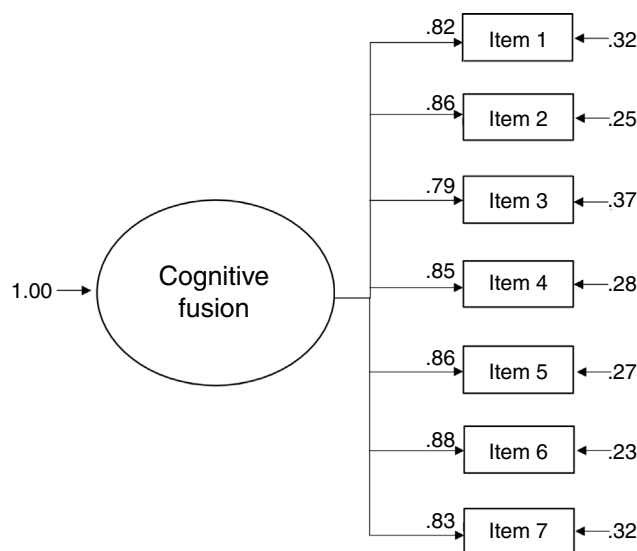 .82
Item 1
.32
.86
Item 2
.25
.79
Item 3
.37
1.00
Cognitive
fusion
.85
Item 4
.28
.86
Item 5
.27
.88
Item 6
.23
.83
Item 7
.32